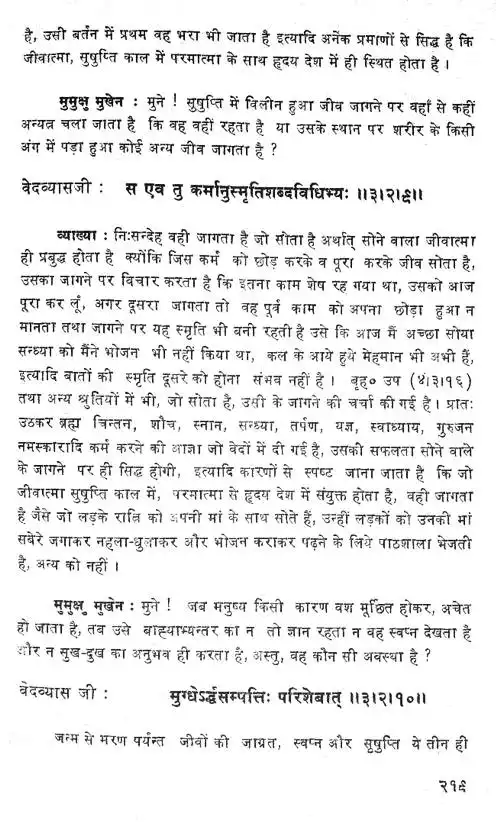 है, उसी बर्तन में प्रथम वह भरा भी जाता है इत्यादि अनेक प्रमाणों से सिद्ध है कि
जीवात्मा, सुषुप्ति काल में परमात्मा के साथ हृदय देश में ही स्थित होता है ।
मुमुक्षु मुखेन : मुने ! सुषुप्ति में विलीन हुआ जीव जागने पर वहाँ से कहीं
अन्यत्र चला जाता है कि वह वहीं रहता है या उसके स्थान पर शरीर के किसी
अंग में पड़ा हुआ कोई अन्य जीव जागता है ?
वेदव्यासजी : स एव तु कर्मानुस्मृतिशब्दविधिभ्यः ॥३।२।९॥
व्याख्या : निःसन्देह वही जागता है जो सोता है अर्थात् सोने वाला जीवात्मा
ही प्रबुद्ध होता है क्योंकि जिस कर्म को छोड़ करके व पूरा करके जीव सोता है,
उसका जागने पर विचार करता है कि इतना काम शेष रह गया था, उसको आज
पूरा कर लूं, अगर दूसरा जागता तो वह पूर्व काम को अपना छोड़ा हुआ न
मानता तथा जागने पर यह स्मृति भी बनी रहती है उसे कि आज मैं अच्छा सोया
सन्ध्या को मैंने भोजन भी नहीं किया था, कल के आये हुये मेहमान भी अभी हैं,
इत्यादि बातों की स्मृति दूसरे को होना संभव नहीं है । बृह० उप (४।३।१६)
तथा अन्य श्रुतियों में भी, जो सोता है, उसी के जागने की चर्चा की गई है । प्रातः
उठकर ब्रह्म चिन्तन, शौच, स्नान, सन्ध्या, तर्पण, यज्ञ, स्वाध्याय, गुरुजन
नमस्कारादि कर्म करने की आज्ञा जो वेदों में दी गई है, उसकी सफलता सोने वाले
के जागने पर ही सिद्ध होगी, इत्यादि कारणों से स्पष्ट जाना जाता है कि जो
जीवात्मा सुषुप्ति काल में, परमात्मा से हृदय देश में संयुक्त होता है, वही जागता
है जैसे जो लड़के रात्रि को अपनी मां के साथ सोते हैं, उन्हीं लड़कों को उनकी मां
सबेरे जगाकर नहला-धुलाकर और भोजन कराकर पढ़ने के लिये पाठशाला भेजती
है, अन्य को नहीं ।
मुमुक्षु मुखेन : मुने ! जब मनुष्य किसी कारण वश मूर्छित होकर, अचेत
हो जाता है, तब उसे बाह्याभ्यन्तर का न तो ज्ञान रहता न वह स्वप्न देखता है
और न सुख-दुख का अनुभव ही करता है, अस्तु, वह कौन सी अवस्था है ?
वेदव्यास जी : मुग्धेऽर्द्धसम्पत्तिः परिशेषात् ॥३।२।१०॥
जन्म से मरण पर्यन्त जीवों की जाग्रत, स्वप्न और सुषुप्ति ये तीन ही
२१९